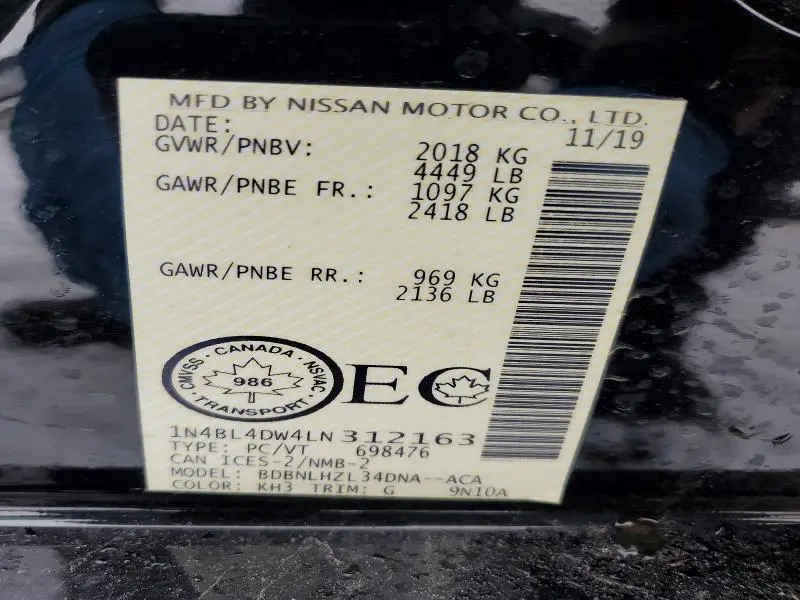 MFD BY NISSAN MOTOR CO., LTD.
DATE: 11/19
GVWR/PNBV: 2018 KG
4449 LB
GAWR/PNBE FR.: 1097 KG
2418 LB
GAWR/PNBE RR.: 969 KG
2136 LB
CANADA
CMVSS 986 NSVAC
TRANSPORT
EC
1N4BL4DW4LN312163
TYPE: PC/VT 698476
CAN ICES-2/NMB-2
MODEL: BDBNLHZL34DNA--ACA
COLOR: KH3 TRIM: G 9N10A